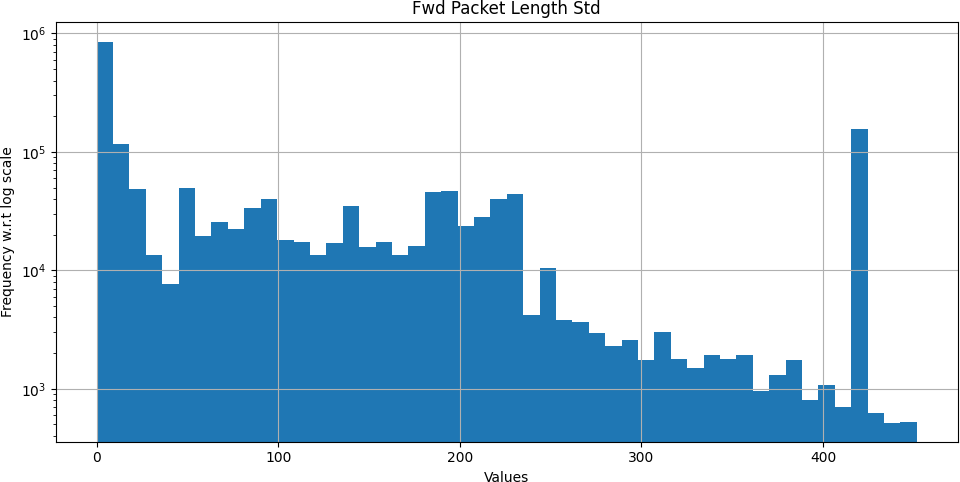 Fwd Packet Length Std
Frequency w.r.t log scale
10^6
10^5
10^4
10^3
0 100 200 300 400
Values